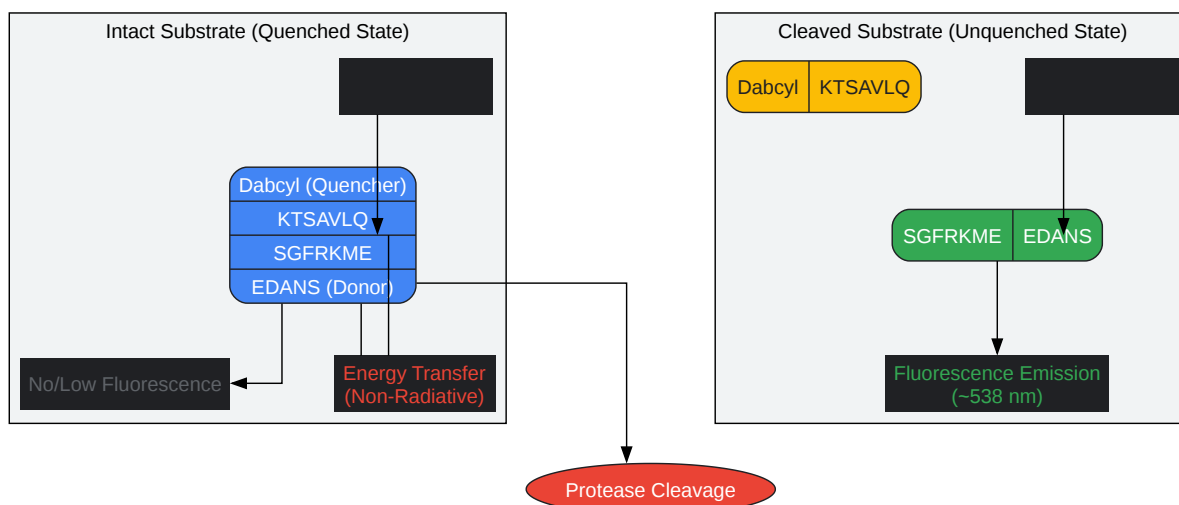 Intact Substrate (Quenched State)
Dabcyl (Quencher)
KTSAVLQ
SGFRKME
EDANS (Donor)
No/Low Fluorescence
Energy Transfer
(Non-Radiative)
Cleaved Substrate (Unquenched State)
Dabcyl
KTSAVLQ
SGFRKME
EDANS
Fluorescence Emission
(~538 nm)
Protease Cleavage